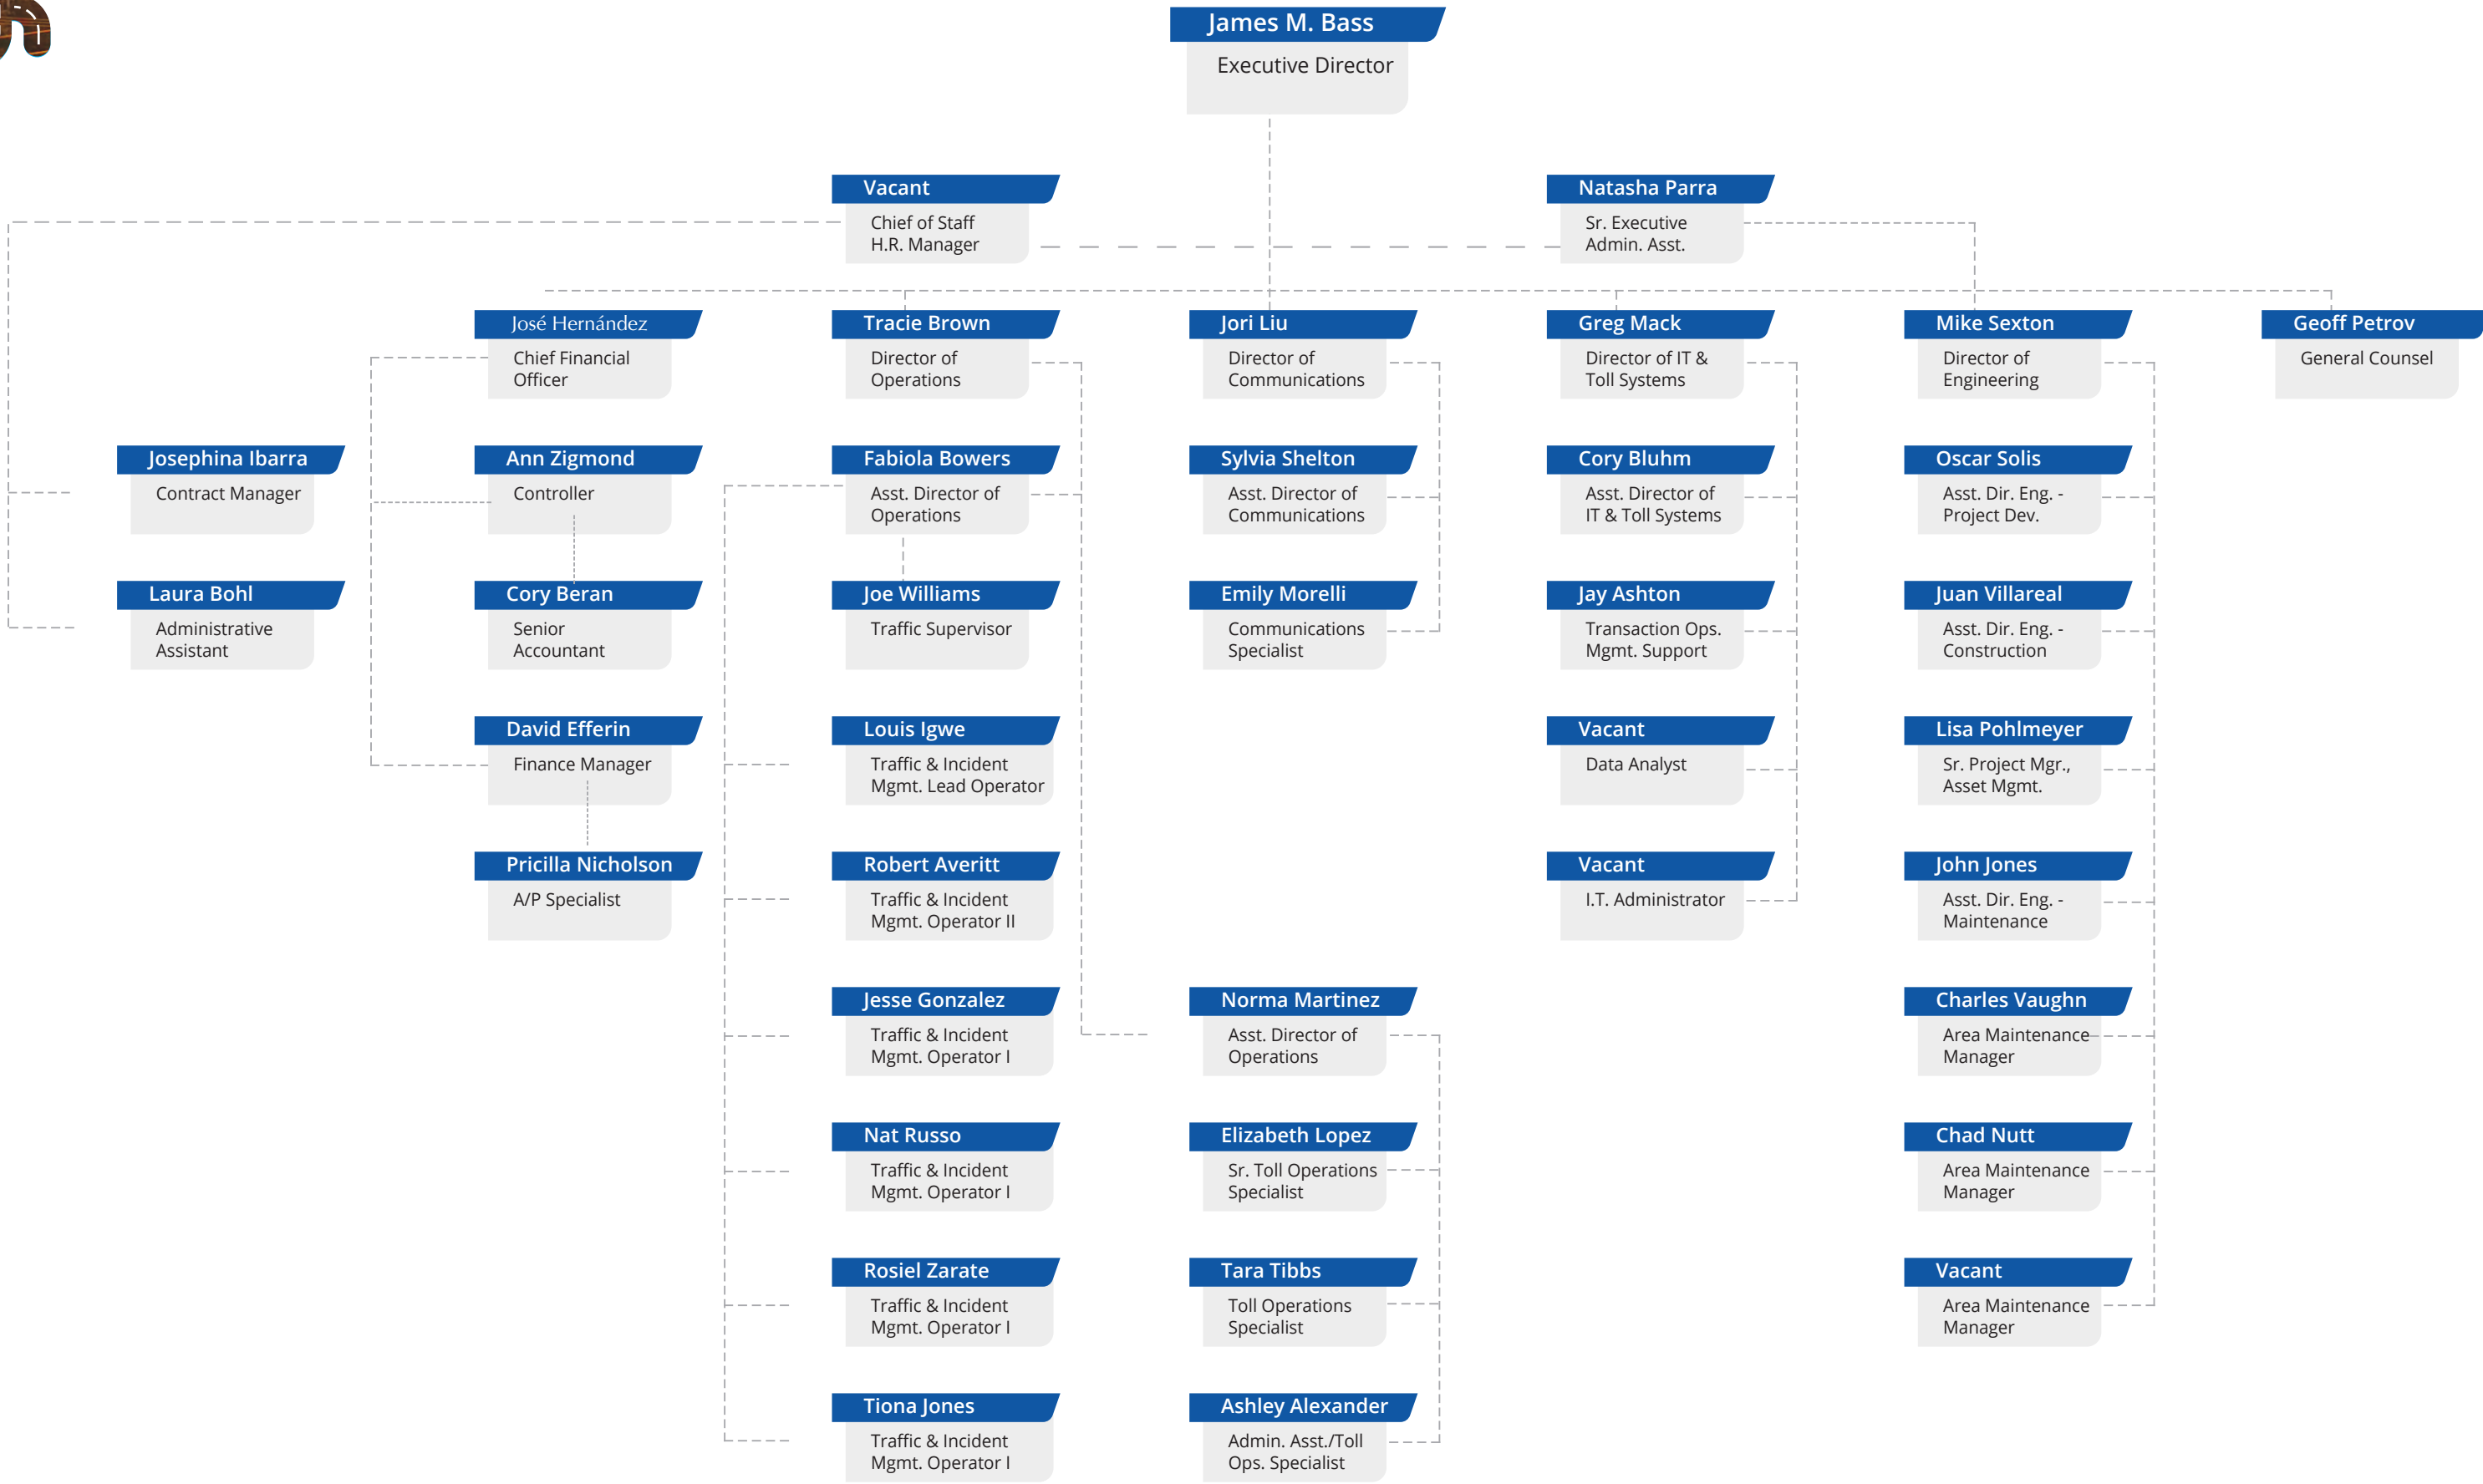 James M. Bass
Executive Director
Vacant
Chief of Staff
H.R. Manager
Natasha Parra
Sr. Executive
Admin. Asst.
José Hernández
Chief Financial
Officer
Tracie Brown
Director of
Operations
Jori Liu
Director of
Communications
Greg Mack
Director of IT &
Toll Systems
Mike Sexton
Director of
Engineering
Geoff Petrov
General Counsel
Josephina Ibarra
Contract Manager
Ann Zigmond
Controller
Fabiola Bowers
Asst. Director of
Operations
Sylvia Shelton
Asst. Director of
Communications
Cory Bluhm
Asst. Director of
IT & Toll Systems
Oscar Solis
Asst. Dir. Eng. -
Project Dev.
Laura Bohl
Administrative
Assistant
Cory Beran
Senior
Accountant
Joe Williams
Traffic Supervisor
Emily Morelli
Communications
Specialist
Jay Ashton
Transaction Ops.
Mgmt. Support
Juan Villareal
Asst. Dir. Eng. -
Construction
David Efferin
Finance Manager
Louis Igwe
Traffic & Incident
Mgmt. Lead Operator
Vacant
Data Analyst
Lisa Pohlmeyer
Sr. Project Mgr.,
Asset Mgmt.
Pricilla Nicholson
A/P Specialist
Robert Averitt
Traffic & Incident
Mgmt. Operator II
Vacant
I.T. Administrator
John Jones
Asst. Dir. Eng. -
Maintenance
Jesse Gonzalez
Traffic & Incident
Mgmt. Operator I
Norma Martinez
Asst. Director of
Operations
Charles Vaughn
Area Maintenance
Manager
Nat Russo
Traffic & Incident
Mgmt. Operator I
Elizabeth Lopez
Sr. Toll Operations
Specialist
Chad Nutt
Area Maintenance
Manager
Rosiel Zarate
Traffic & Incident
Mgmt. Operator I
Tara Tibbs
Toll Operations
Specialist
Vacant
Area Maintenance
Manager
Tiona Jones
Traffic & Incident
Mgmt. Operator I
Ashley Alexander
Admin. Asst./Toll
Ops. Specialist